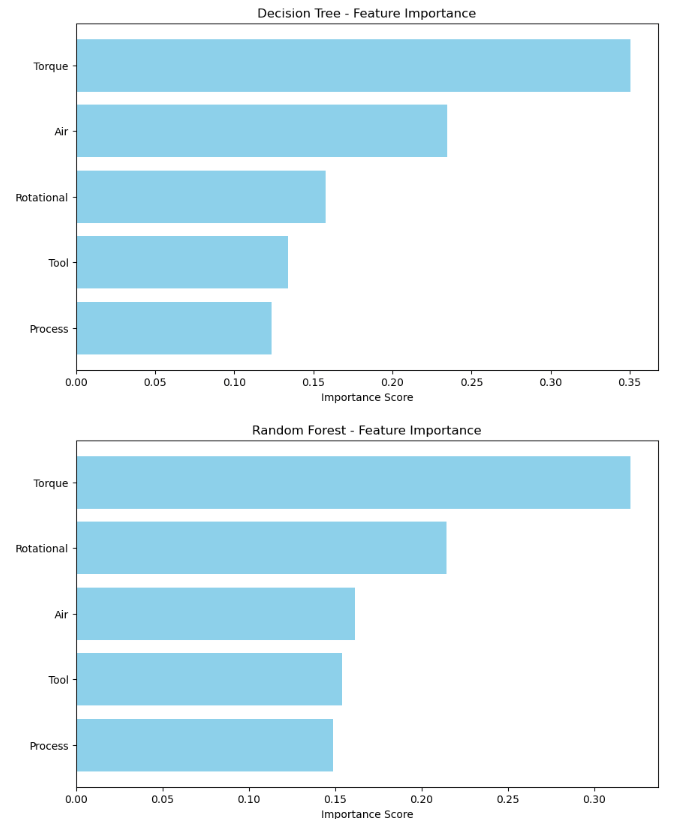 Decision Tree - Feature Importance
Torque
Air
Rotational
Tool
Process
0.00 0.05 0.10 0.15 0.20 0.25 0.30 0.35
Importance Score
Random Forest - Feature Importance
Torque
Rotational
Air
Tool
Process
0.00 0.05 0.10 0.15 0.20 0.25 0.30
Importance Score